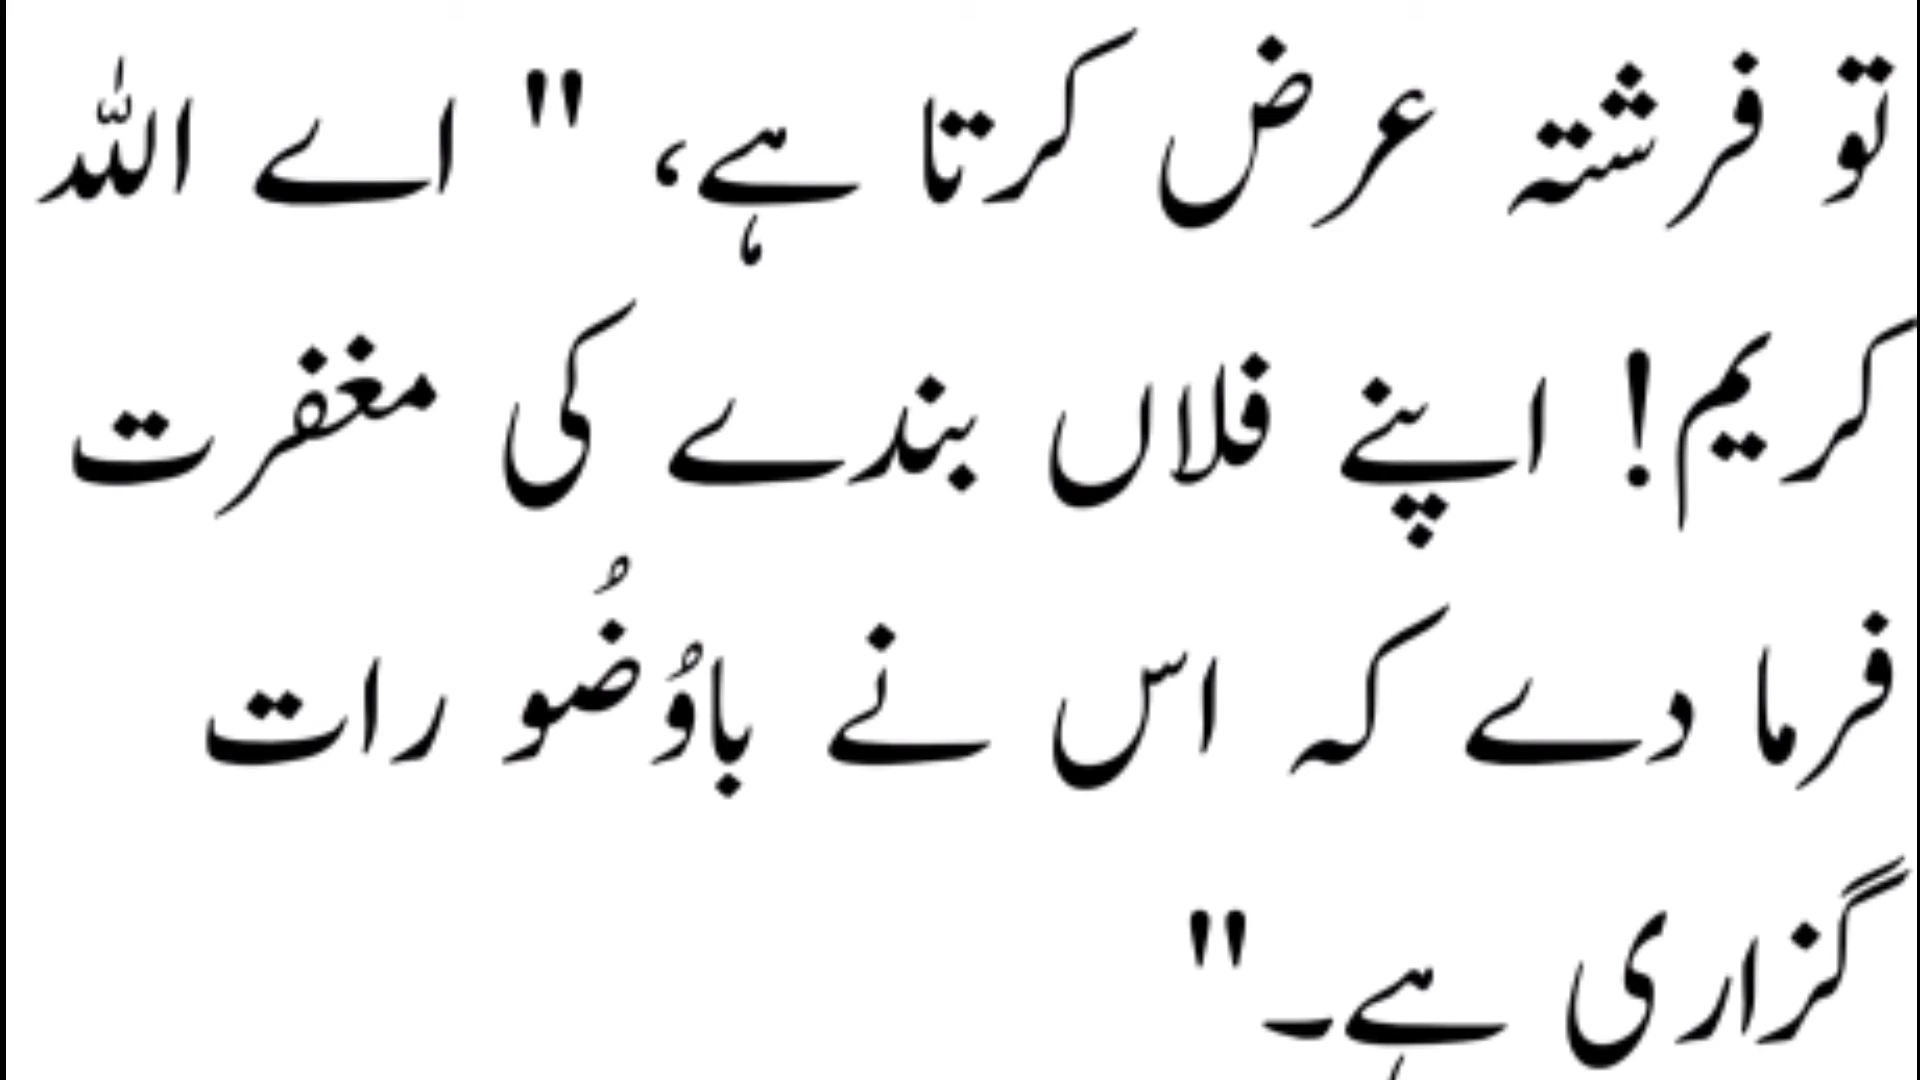 تو فرشتہ عرض کرتا ہے، " اے اللہ
کریم! اپنے فلاں بندے کی مغفرت
فرما دے کہ اس نے باوُضُو رات
گزاری ہے۔"